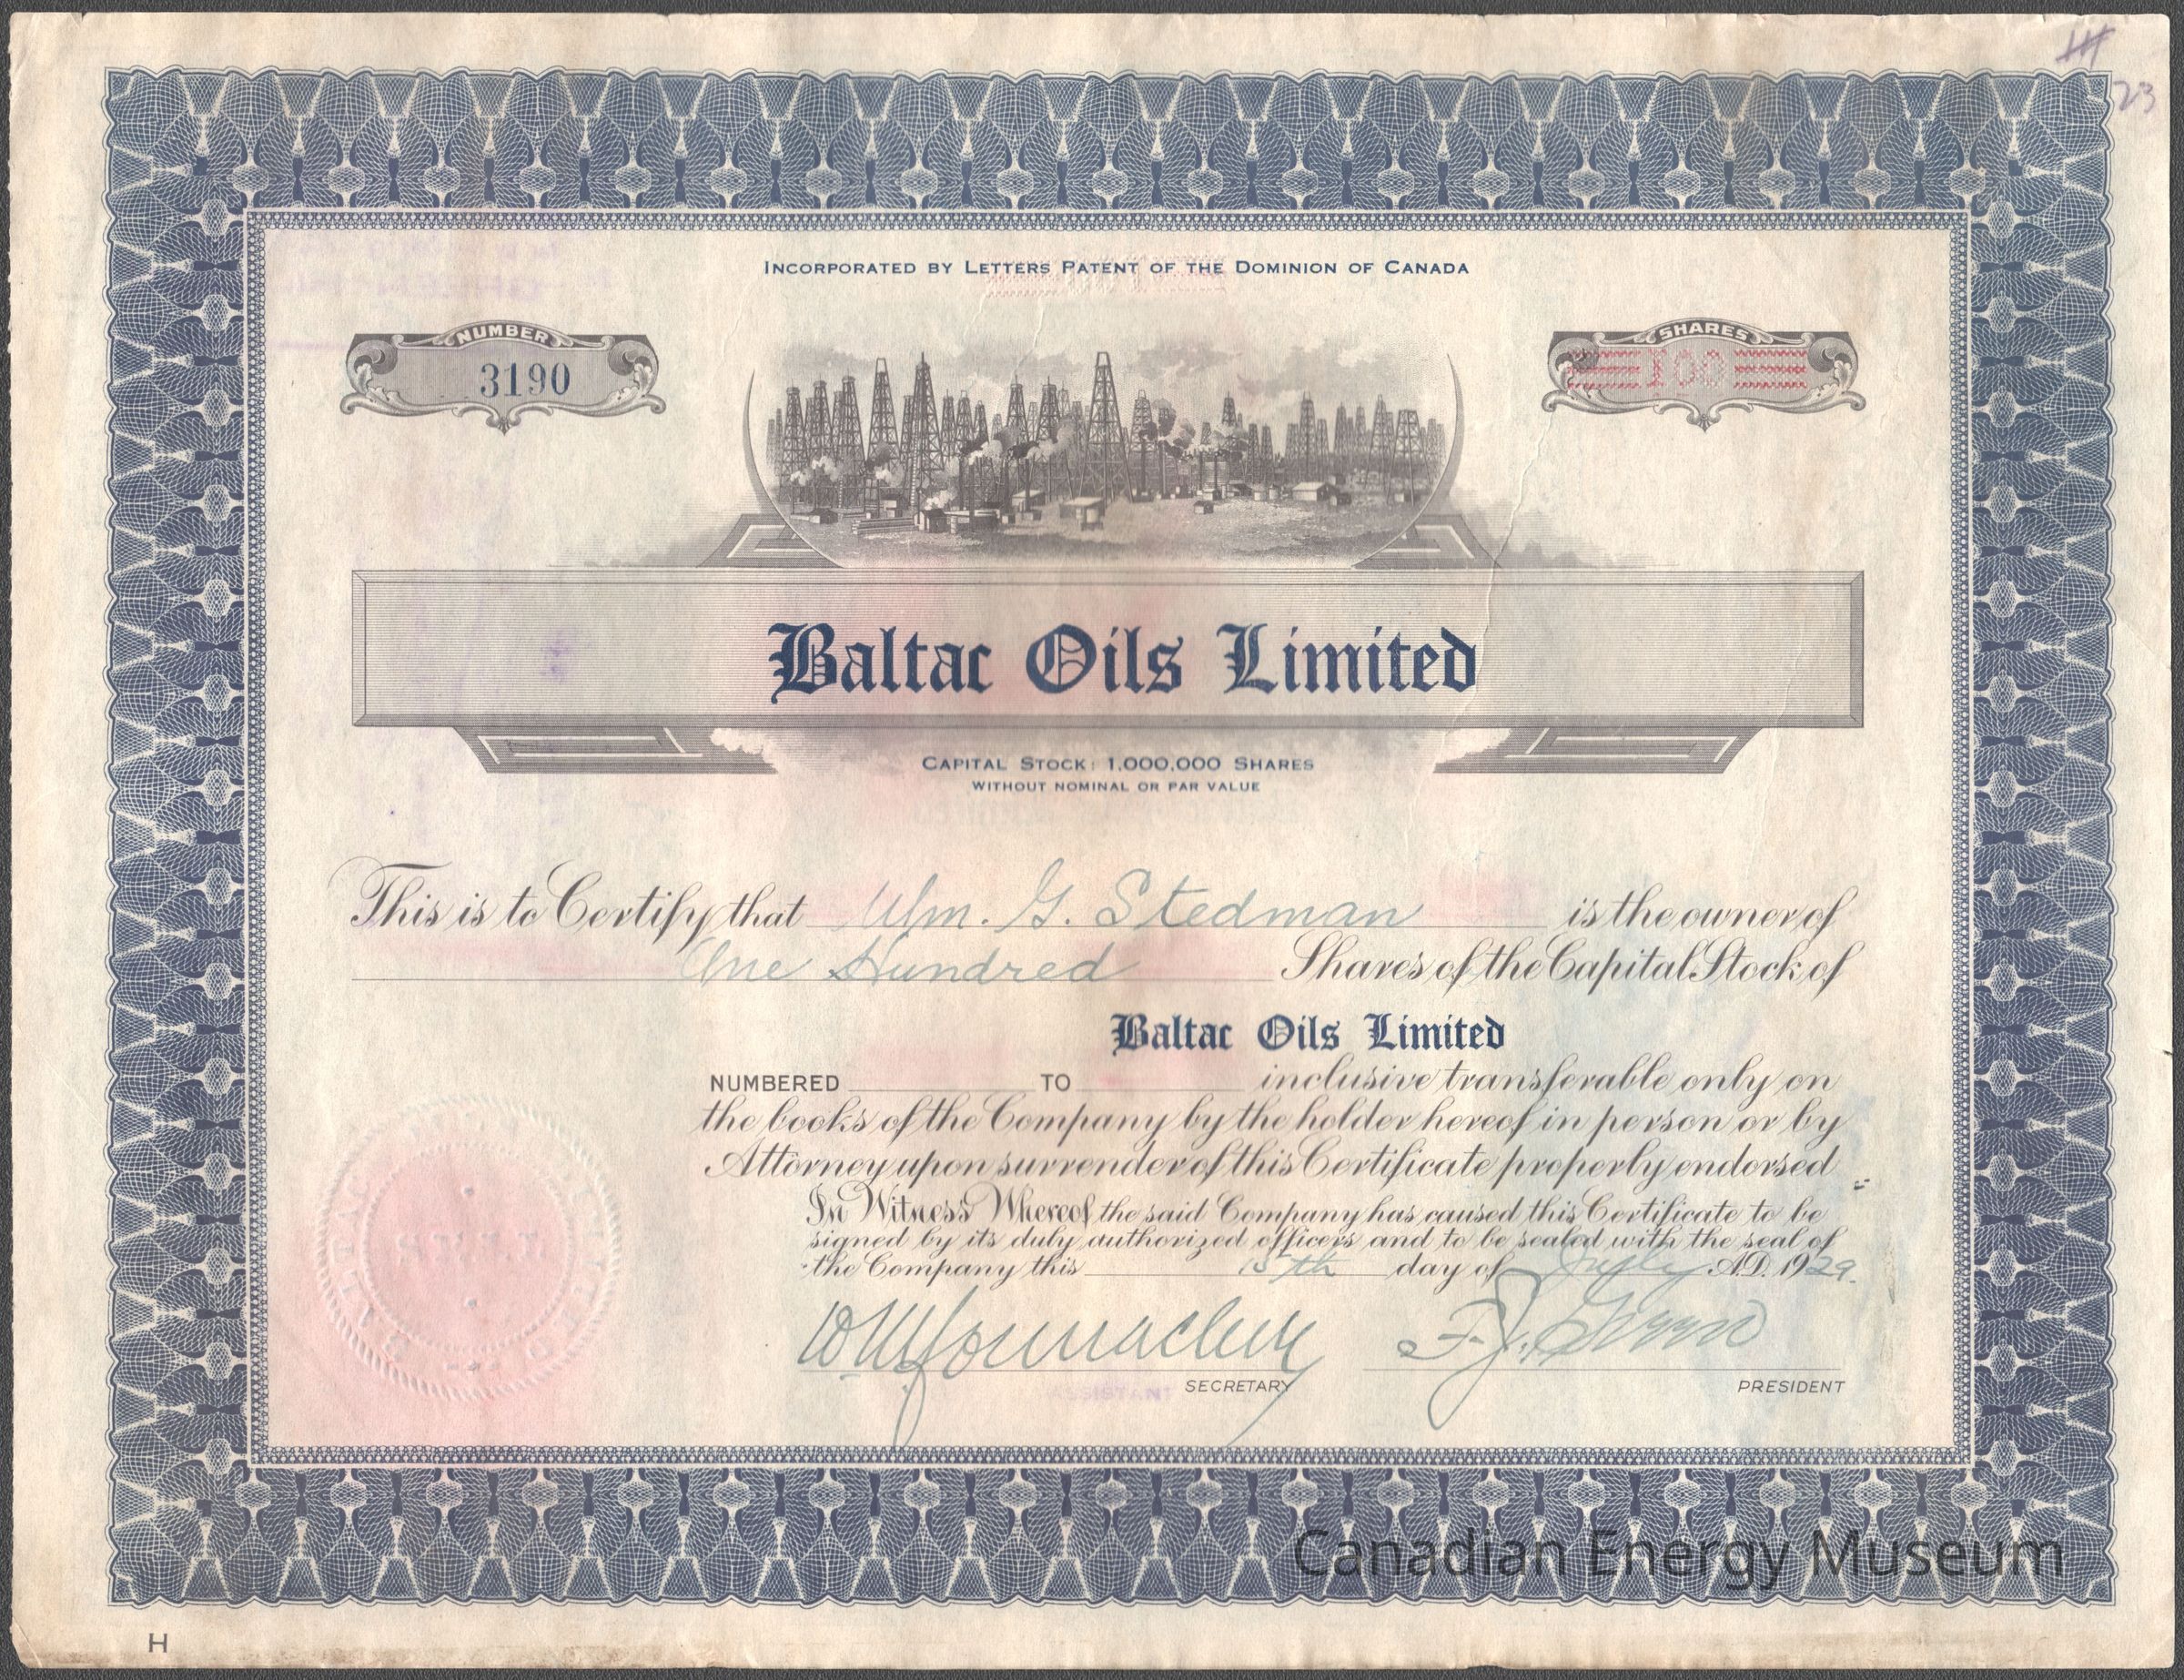 23
INCORPORATED BY LETTERS PATENT OF THE DOMINION OF CANADA
NUMBER
3190
SHARES
100
Baltac Oils Limited
CAPITAL STOCK: 1,000,000 SHARES
WITHOUT NOMINAL OR PAR VALUE
This is to Certify that Wm. G. Stedman is the owner of
One Hundred Shares of the Capital Stock of
Baltac Oils Limited
NUMBERED TO inclusive transferable only on
the books of the Company by the holder hereof in person or by
Attorney upon surrender of this Certificate properly endorsed
In Witness Whereof the said Company has caused this Certificate to be
signed by its duly authorized officers and to be sealed with the seal of
the Company this 15th day of July A.D. 1929.
ASSISTANT SECRETARY
PRESIDENT
Canadian Energy Museum
H